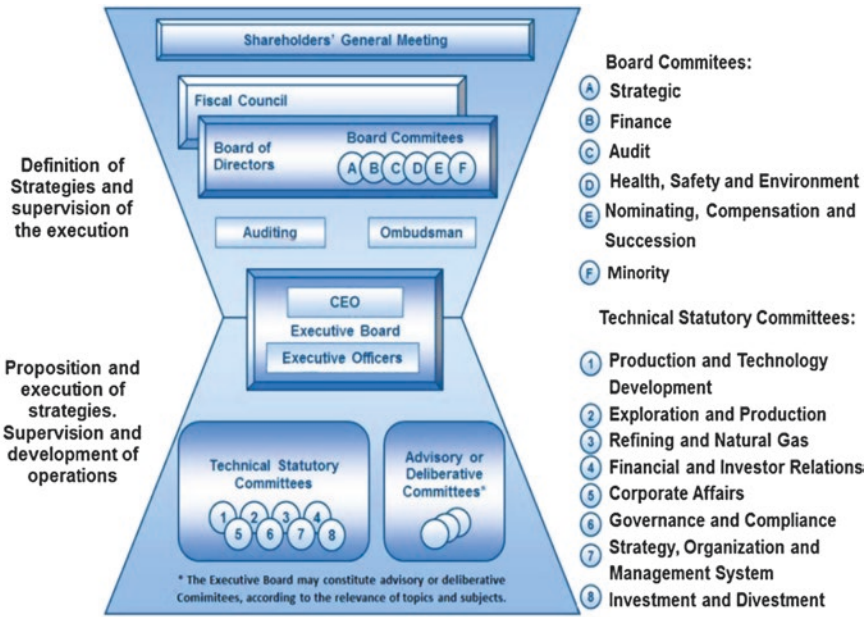 Shareholders' General Meeting
Fiscal Council
Board of
Directors
Board Commitees
A B C D E F
Auditing
Ombudsman
Definition of
Strategies and
supervision of
the execution
CEO
Executive Board
Executive Officers
Proposition and
execution of
strategies.
Supervision and
development of
operations
Technical Statutory
Committees
1 2 3 4
5 6 7 8
Advisory or
Deliberative
Committees*
* The Executive Board may constitute advisory or deliberative
Comimitees, according to the relevance of topics and subjects.
Board Commitees:
A Strategic
B Finance
C Audit
D Health, Safety and Environment
E Nominating, Compensation and
Succession
F Minority
Technical Statutory Committees:
1 Production and Technology
Development
2 Exploration and Production
3 Refining and Natural Gas
4 Financial and Investor Relations
5 Corporate Affairs
6 Governance and Compliance
7 Strategy, Organization and
Management System
8 Investment and Divestment